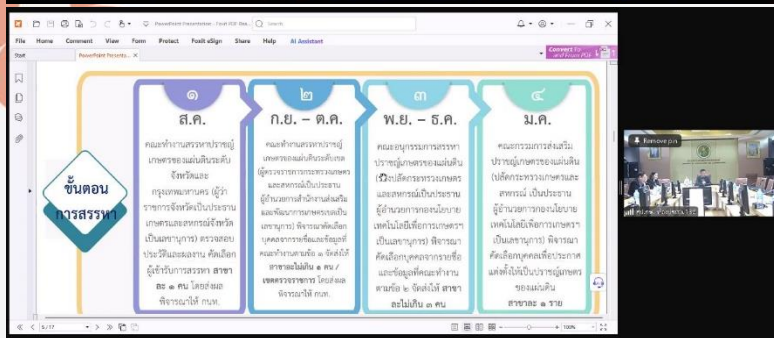 PowerPoint Presentation - Foxit PDF Rea...
Search
File Home Comment View Form Protect Foxit eSign Share Help AI Assistant
Start
PowerPoint Presenta...
Convert to
and From PDF
ขั้นตอน
การสรรหา
๑
ส.ค.
คณะทำงานสรรหาปราชญ์
เกษตรของแผ่นดินระดับ
จังหวัดและ
กรุงเทพมหานคร (ผู้ว่า
ราชการจังหวัดเป็นประธาน
เกษตรและสหกรณ์จังหวัด
เป็นเลขานุการ) ตรวจสอบ
ประวัติและผลงาน คัดเลือก
ผู้เข้ารับการสรรหา สาขา
ละ ๑ คน โดยส่งผล
พิจารณาให้ กนท.
๒
ก.ย. – ต.ค.
คณะทำงานสรรหาปราชญ์
เกษตรของแผ่นดินระดับเขต
(ผู้ตรวจราชการกระทรวงเกษตร
และสหกรณ์เป็นประธาน
ผู้อำนวยการสำนักงานส่งเสริม
และพัฒนาการเกษตรเขตเป็น
เลขานุการ) พิจารณาคัดเลือก
บุคคลจากรายชื่อและข้อมูลที่
คณะทำงานตามข้อ ๑ จัดส่งให้
สาขาละไม่เกิน ๑ คน /
เขตตรวจราชการ โดยส่งผล
พิจารณาให้ กนท.
๓
พ.ย. – ธ.ค.
คณะอนุกรรมการสรรหา
ปราชญ์เกษตรของแผ่นดิน
(รองปลัดกระทรวงเกษตร
และสหกรณ์เป็นประธาน
ผู้อำนวยการกองนโยบาย
เทคโนโลยีเพื่อการเกษตรฯ
เป็นเลขานุการ) พิจารณา
คัดเลือกบุคคลจากรายชื่อ
และข้อมูลที่คณะทำงาน
ตามข้อ ๒ จัดส่งให้ สาขา
ละไม่เกิน ๓ คน
๔
ม.ค.
คณะกรรมการส่งเสริม
ปราชญ์เกษตรของแผ่นดิน
(ปลัดกระทรวงเกษตรและ
สหกรณ์ เป็นประธาน
ผู้อำนวยการกองนโยบาย
เทคโนโลยีเพื่อการเกษตรฯ
เป็นเลขานุการ) พิจารณา
คัดเลือกบุคคลเพื่อประกาศ
แต่งตั้งให้เป็นปราชญ์เกษตร
ของแผ่นดิน
สาขาละ ๑ ราย
Remove pin
5/17
100%